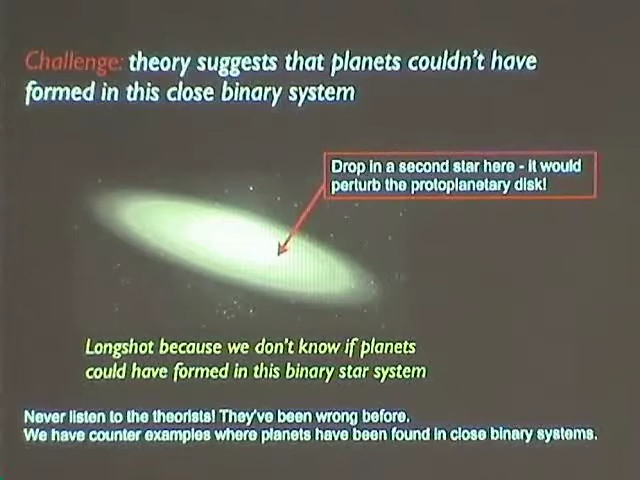 Challenge: theory suggests that planets couldn't have
formed in this close binary system
Drop in a second star here - it would
perturb the protoplanetary disk!
Longshot because we don't know if planets
could have formed in this binary star system
Never listen to the theorists! They've been wrong before.
We have counter examples where planets have been found in close binary systems.